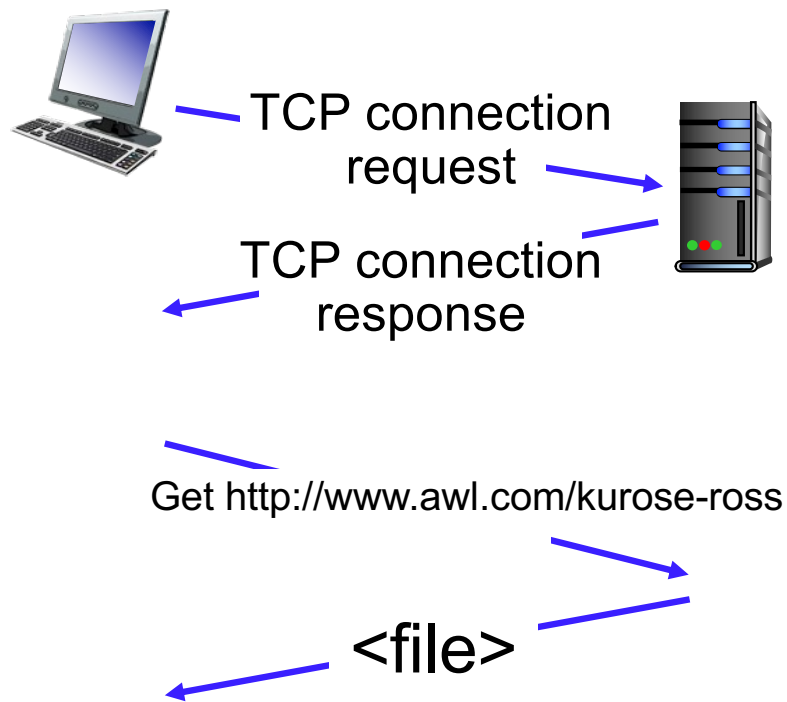 TCP connection
request
TCP connection
response
Get http://www.awl.com/kurose-ross
<file>